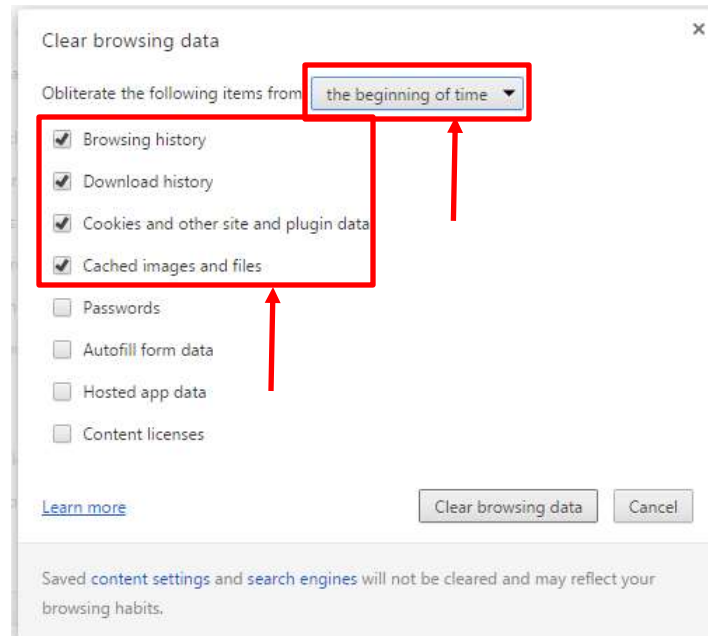 Clear browsing data
Obliterate the following items from the beginning of time
Browsing history
Download history
Cookies and other site and plugin data
Cached images and files
Passwords
Autofill form data
Hosted app data
Content licenses
Learn more Clear browsing data Cancel
Saved content settings and search engines will not be cleared and may reflect your
browsing habits.